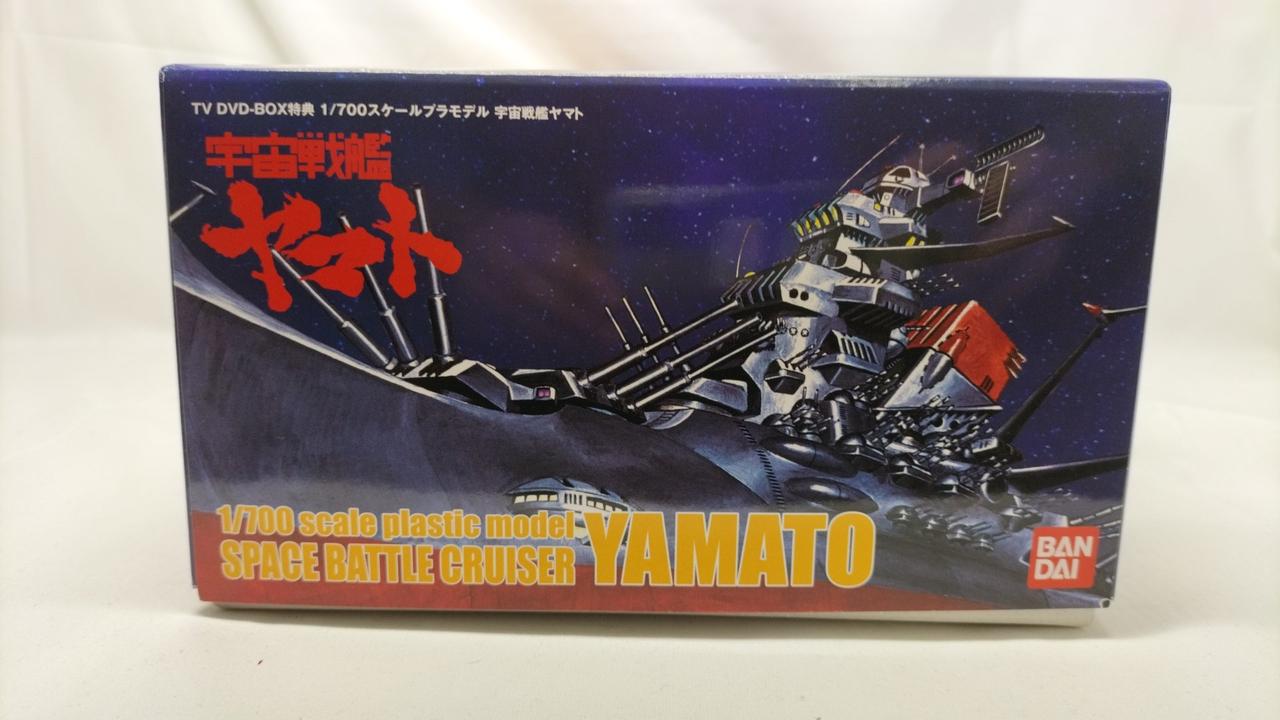 TV DVD-BOX特典 1/700スケールプラモデル 宇宙戦艦ヤマト
宇宙戦艦
ヤマト
1/700 scale plastic model
SPACE BATTLE CRUISER YAMATO
BAN
DAI